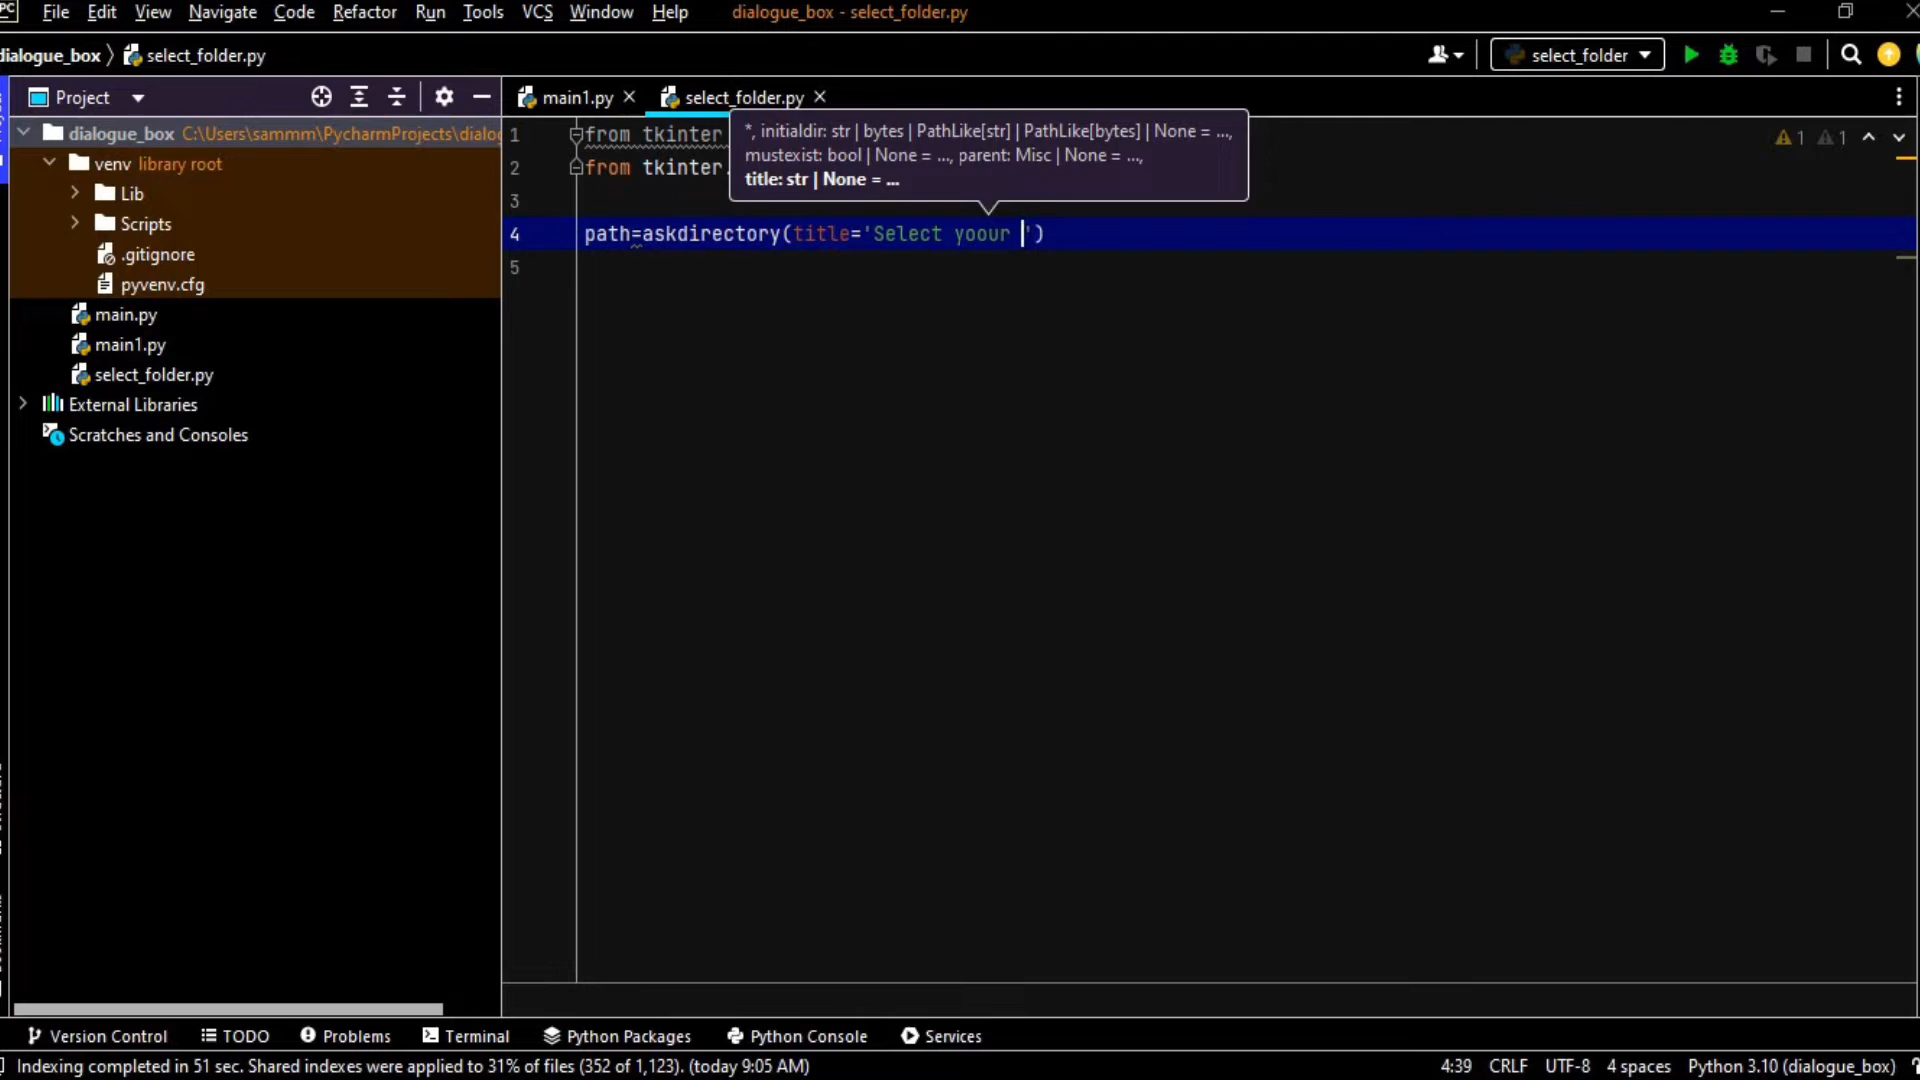 PC File Edit View Navigate Code Refactor Run Tools VCS Window Help dialogue_box - select_folder.py
dialogue_box select_folder.py select_folder
Project main1.py select_folder.py
dialogue_box C:\Users\sammm\PycharmProjects\dialog
venv library root
Lib
Scripts
.gitignore
pyvenv.cfg
main.py
main1.py
select_folder.py
External Libraries
Scratches and Consoles
1 from tkinter
2 from tkinter.
3
4 path=askdirectory(title='Select yoour ')
5
*, initialdir: str | bytes | PathLike[str] | PathLike[bytes] | None = ...,
mustexist: bool | None = ..., parent: Misc | None = ...,
title: str | None = ...
1 1
Version Control TODO Problems Terminal Python Packages Python Console Services
Indexing completed in 51 sec. Shared indexes were applied to 31% of files (352 of 1,123). (today 9:05 AM) 4:39 CRLF UTF-8 4 spaces Python 3.10 (dialogue_box)